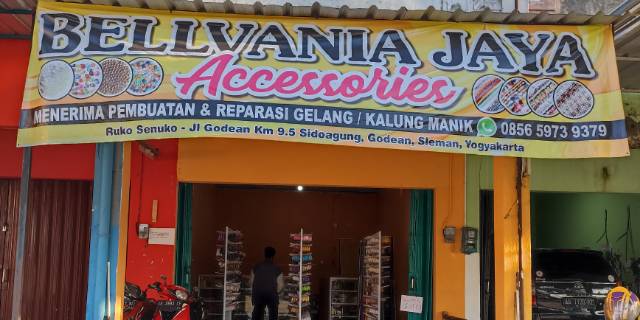 BELLVANIA JAYA
Accessories
MENERIMA PEMBUATAN & REPARASI GELANG / KALUNG MANIK 0856 5973 9379
Ruko Senuko - Jl Godean Km 9.5 Sidoagung, Godean, Sleman, Yogyakarta